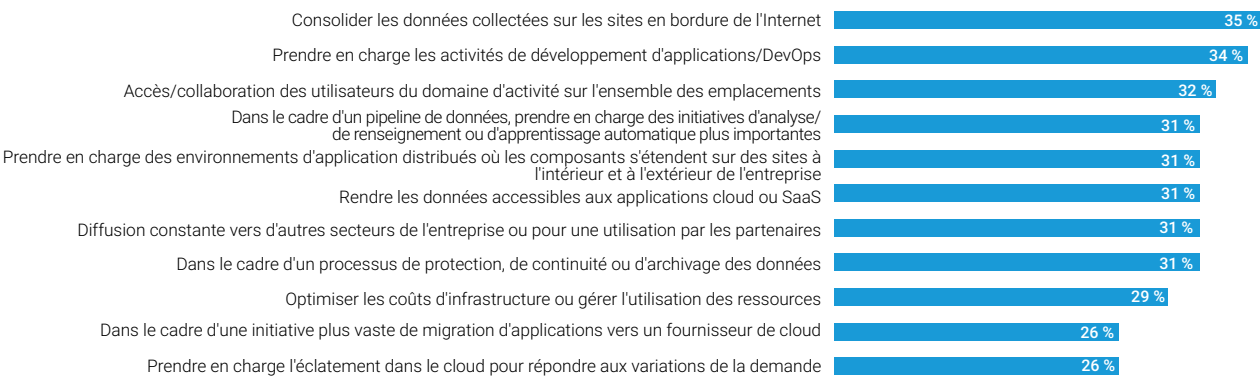 Consolider les données collectées sur les sites en bordure de l'Internet 35 %
Prendre en charge les activités de développement d'applications/DevOps 34 %
Accès/collaboration des utilisateurs du domaine d'activité sur l'ensemble des emplacements 32 %
Dans le cadre d'un pipeline de données, prendre en charge des initiatives d'analyse/
de renseignement ou d'apprentissage automatique plus importantes 31 %
Prendre en charge des environnements d'application distribués où les composants s'étendent sur des sites à
l'intérieur et à l'extérieur de l'entreprise 31 %
Rendre les données accessibles aux applications cloud ou SaaS 31 %
Diffusion constante vers d'autres secteurs de l'entreprise ou pour une utilisation par les partenaires 31 %
Dans le cadre d'un processus de protection, de continuité ou d'archivage des données 31 %
Optimiser les coûts d'infrastructure ou gérer l'utilisation des ressources 29 %
Dans le cadre d'une initiative plus vaste de migration d'applications vers un fournisseur de cloud 26 %
Prendre en charge l'éclatement dans le cloud pour répondre aux variations de la demande 26 %